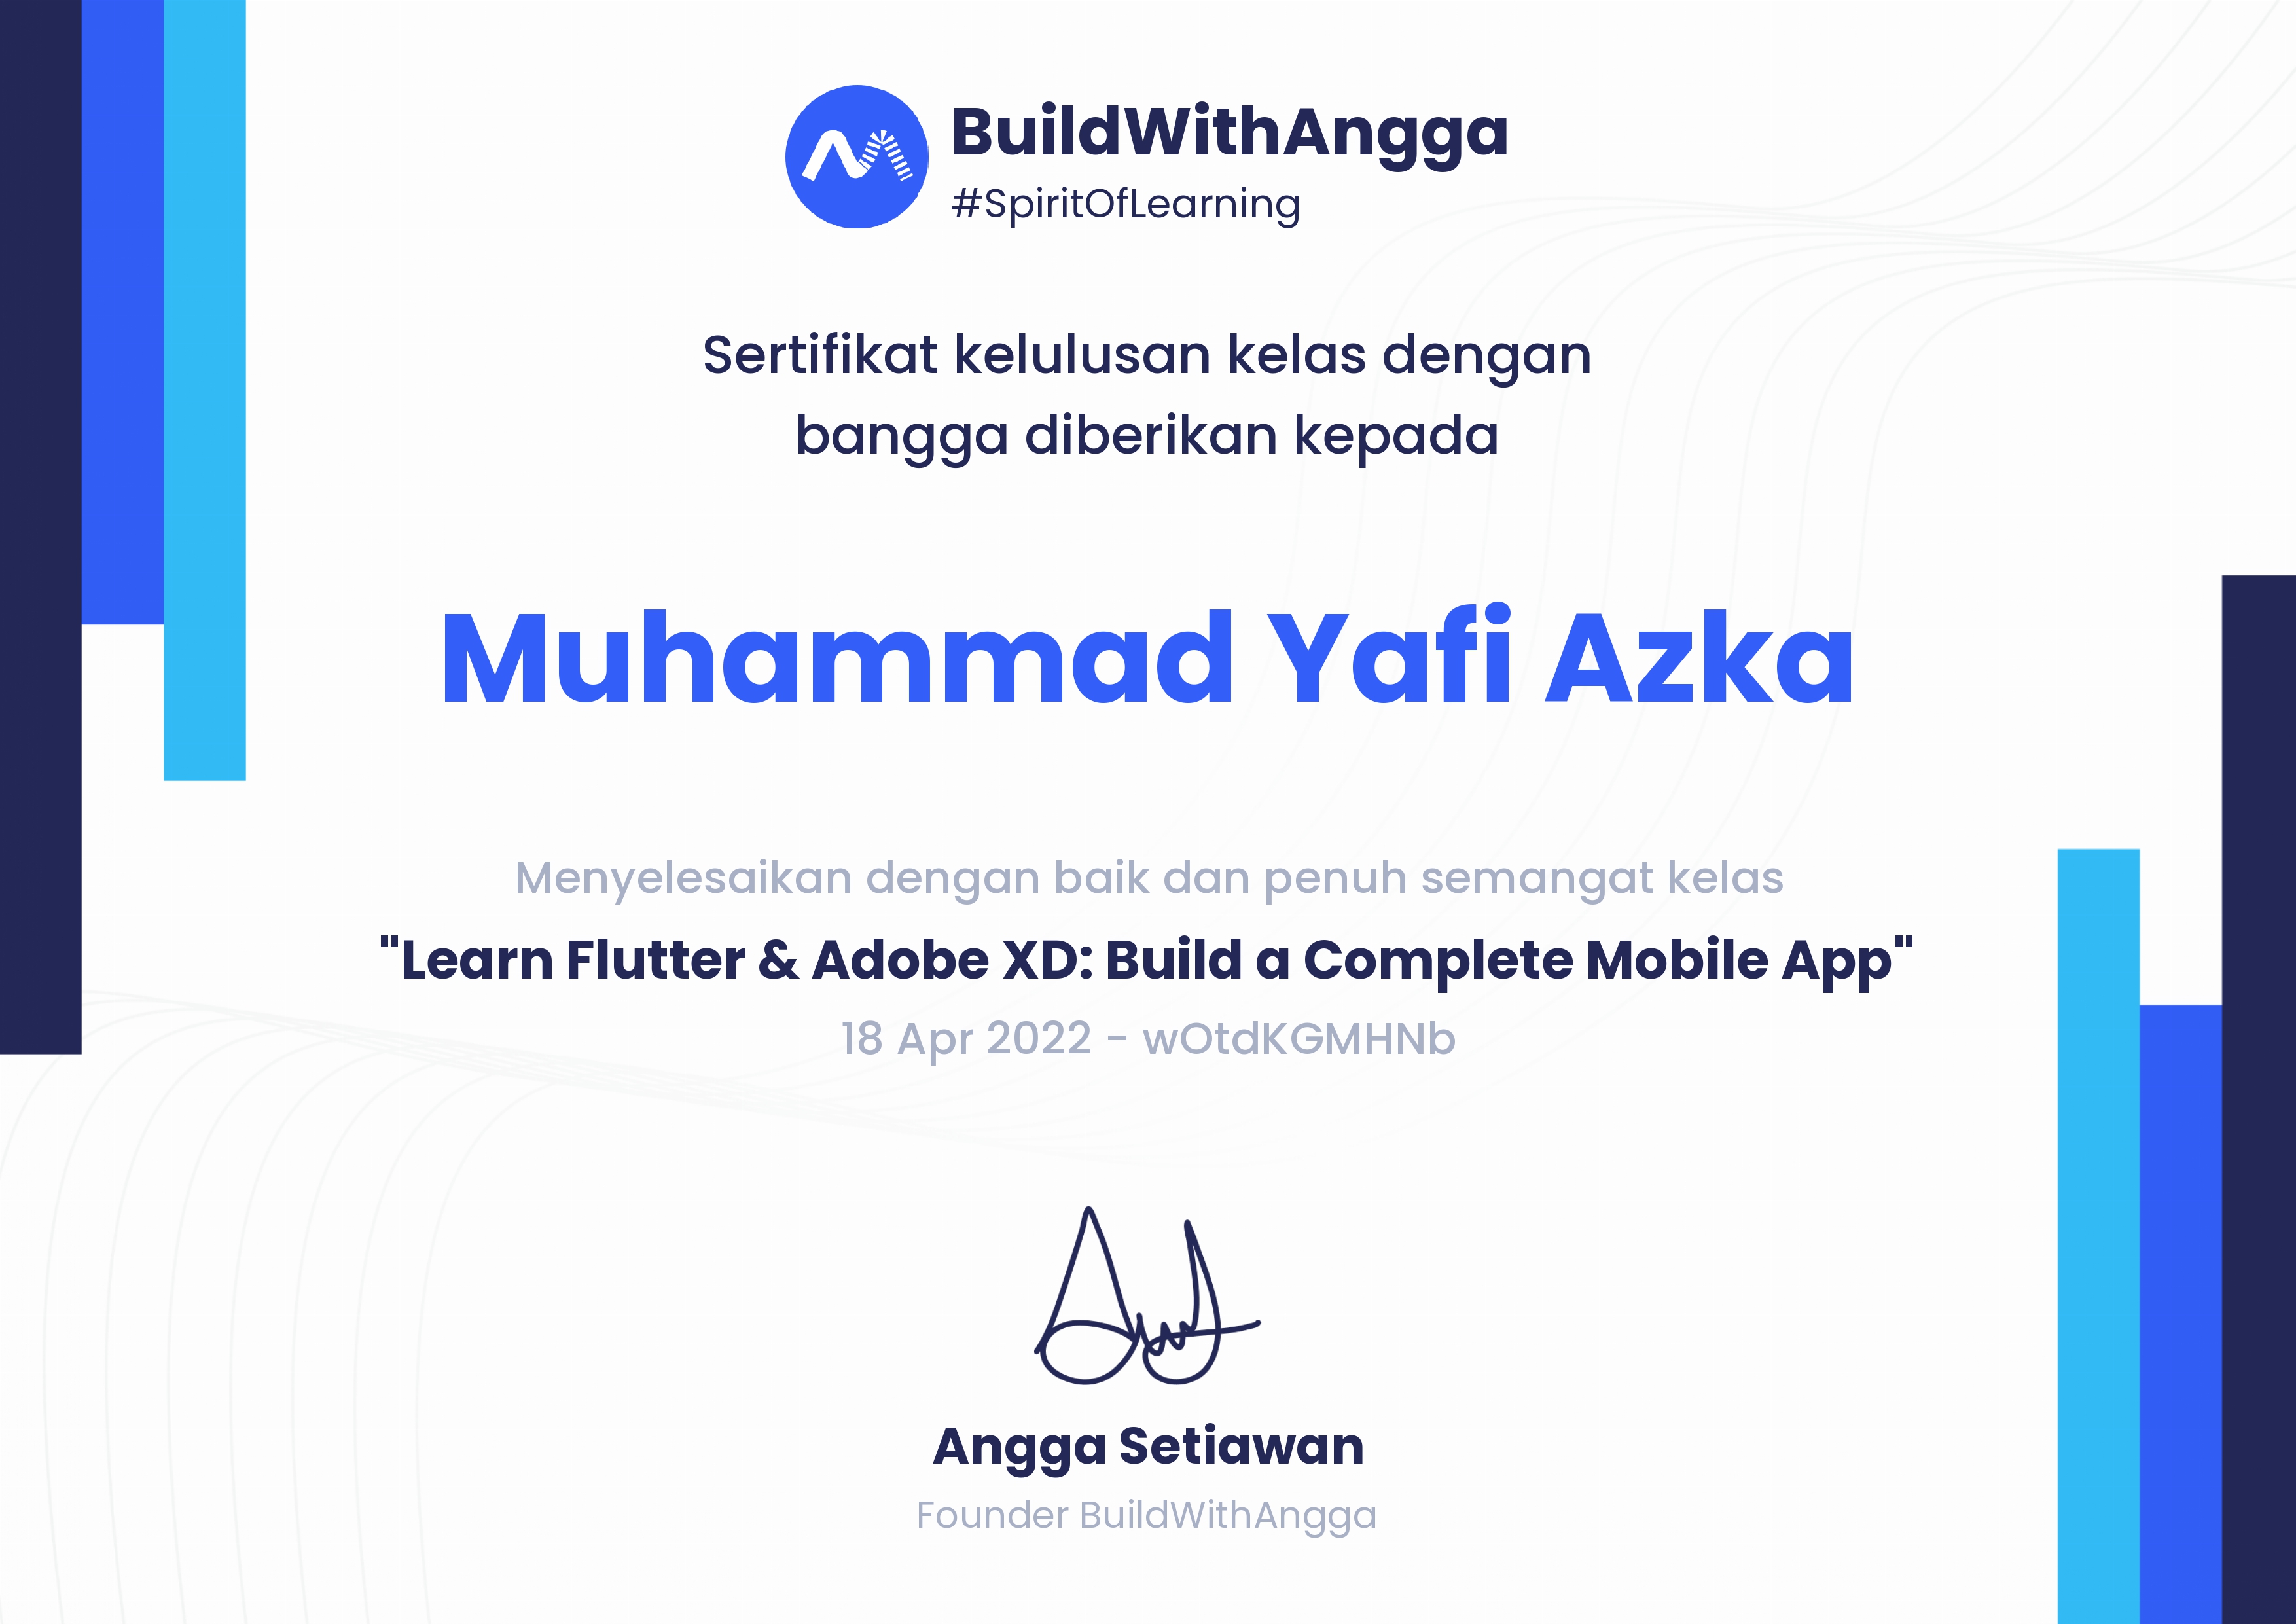 BuildWithAngga
#SpiritOfLearning
Sertifikat kelulusan kelas dengan
bangga diberikan kepada
Muhammad Yafi Azka
Menyelesaikan dengan baik dan penuh semangat kelas
"Learn Flutter & Adobe XD: Build a Complete Mobile App"
18 Apr 2022 - wOtdKGMHNb
Angga Setiawan
Founder BuildWithAngga